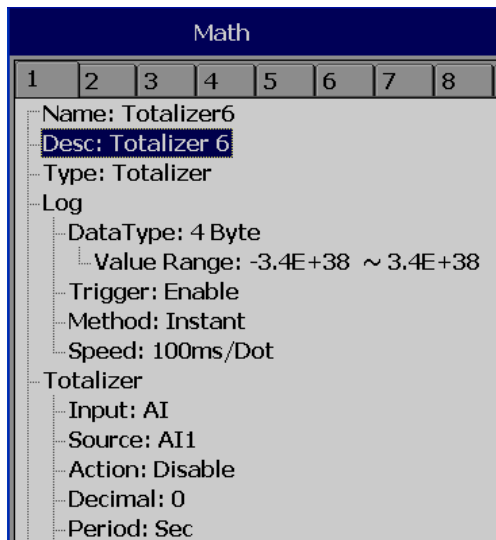 Math
1 2 3 4 5 6 7 8
Name: Totalizer6
Desc: Totalizer 6
Type: Totalizer
Log
DataType: 4 Byte
Value Range: -3.4E+38 ~ 3.4E+38
Trigger: Enable
Method: Instant
Speed: 100ms/Dot
Totalizer
Input: AI
Source: AI1
Action: Disable
Decimal: 0
Period: Sec